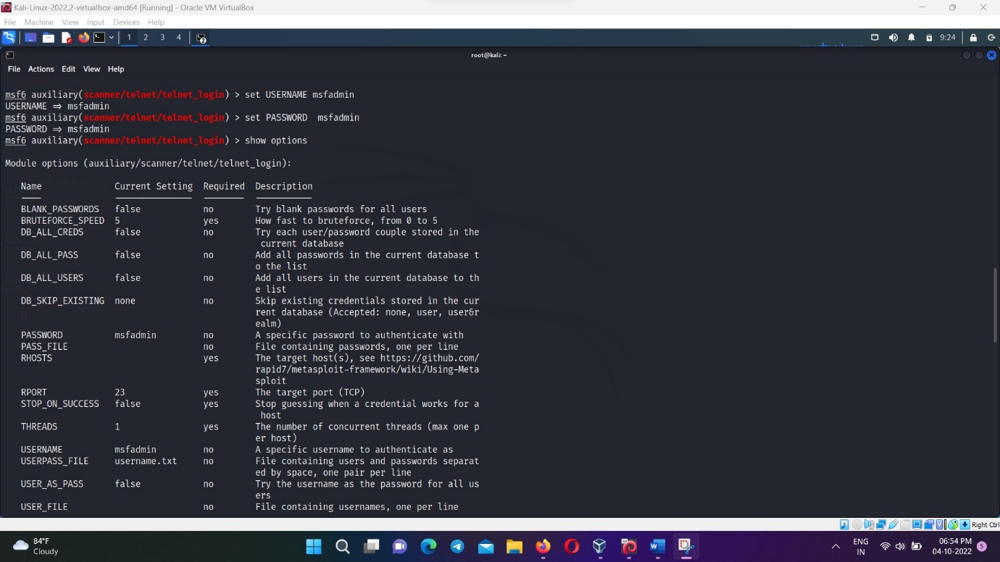 Kali-Linux-2022.2-virtualbox-amd64 [Running] - Oracle VM VirtualBox
File Machine View Input Devices Help
1 2 3 4 2 9:24
root@kali: ~
File Actions Edit View Help
msf6 auxiliary(scanner/telnet/telnet_login) > set USERNAME msfadmin
USERNAME ⇒ msfadmin
msf6 auxiliary(scanner/telnet/telnet_login) > set PASSWORD  msfadmin
PASSWORD ⇒ msfadmin
msf6 auxiliary(scanner/telnet/telnet_login) > show options
Module options (auxiliary/scanner/telnet/telnet_login):
Name Current Setting Required Description
BLANK_PASSWORDS false no Try blank passwords for all users
BRUTEFORCE_SPEED 5 yes How fast to bruteforce, from 0 to 5
DB_ALL_CREDS false no Try each user/password couple stored in the
current database
DB_ALL_PASS false no Add all passwords in the current database t
o the list
DB_ALL_USERS false no Add all users in the current database to th
e list
DB_SKIP_EXISTING none no Skip existing credentials stored in the cur
rent database (Accepted: none, user, user&r
ealm)
PASSWORD msfadmin no A specific password to authenticate with
PASS_FILE no File containing passwords, one per line
RHOSTS yes The target host(s), see https://github.com/
rapid7/metasploit-framework/wiki/Using-Meta
sploit
RPORT 23 yes The target port (TCP)
STOP_ON_SUCCESS false yes Stop guessing when a credential works for a
host
THREADS 1 yes The number of concurrent threads (max one p
er host)
USERNAME msfadmin no A specific username to authenticate as
USERPASS_FILE username.txt no File containing users and passwords separat
ed by space, one pair per line
USER_AS_PASS false no Try the username as the password for all us
ers
USER_FILE no File containing usernames, one per line
Right Ctrl
84°F
Cloudy
ENG
IN
06:54 PM
04-10-2022
5